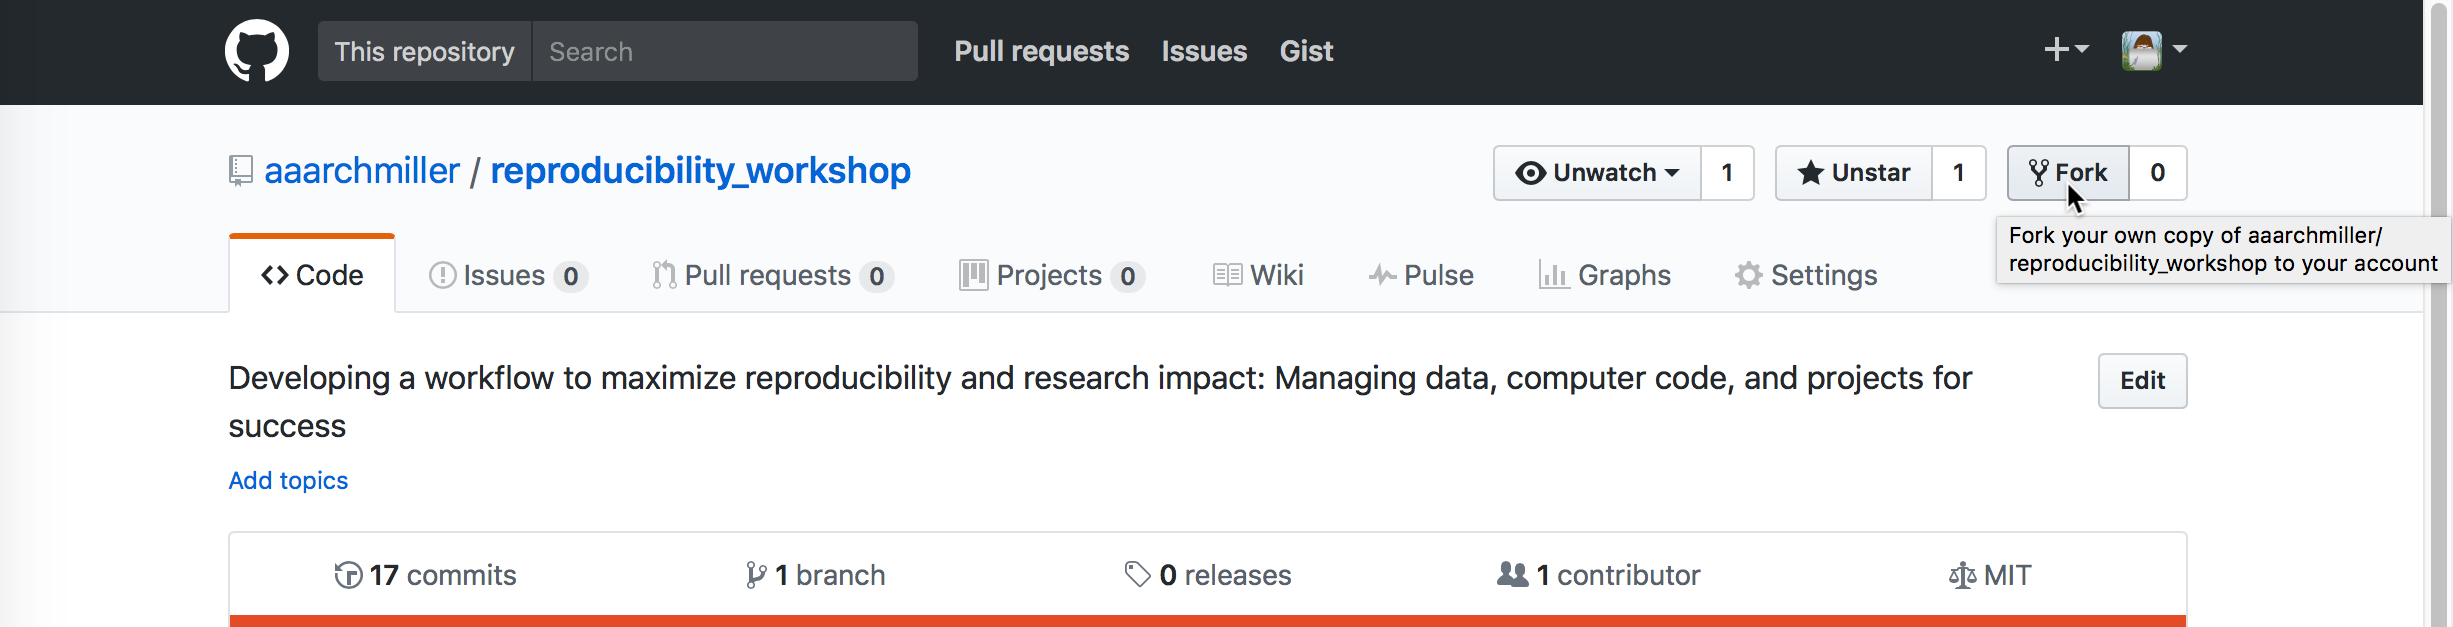 This repository Search Pull requests Issues Gist
aaarchmiller / reproducibility_workshop Unwatch 1 Unstar 1 Fork 0
Fork your own copy of aaarchmiller/
reproducibility_workshop to your account
Code Issues 0 Pull requests 0 Projects 0 Wiki Pulse Graphs Settings
Developing a workflow to maximize reproducibility and research impact: Managing data, computer code, and projects for
success
Edit
Add topics
17 commits 1 branch 0 releases 1 contributor MIT